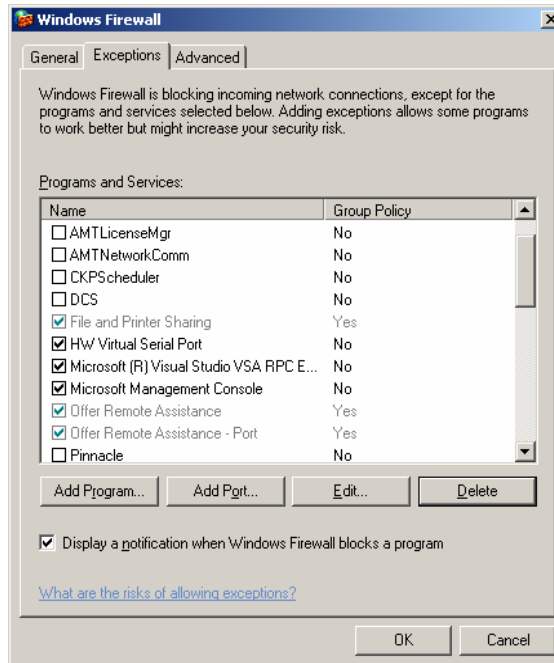 Windows Firewall
General Exceptions Advanced
Windows Firewall is blocking incoming network connections, except for the
programs and services selected below. Adding exceptions allows some programs
to work better but might increase your security risk.
Programs and Services:
Name Group Policy
AMTLicenseMgr No
AMTNetworkComm No
CKPScheduler No
DCS No
File and Printer Sharing Yes
HW Virtual Serial Port No
Microsoft (R) Visual Studio VSA RPC E... No
Microsoft Management Console No
Offer Remote Assistance Yes
Offer Remote Assistance - Port Yes
Pinnacle No
Add Program... Add Port... Edit... Delete
Display a notification when Windows Firewall blocks a program
What are the risks of allowing exceptions?
OK Cancel